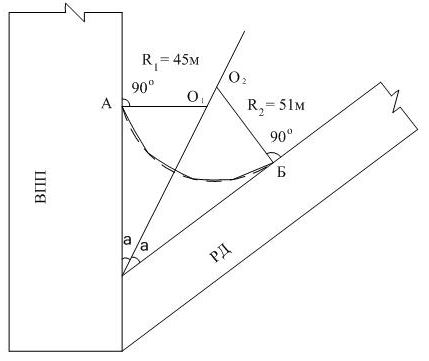 R1 = 45м
90°
А
O1
O2
R2 = 51м
90°
Б
ВПП
а
а
РД